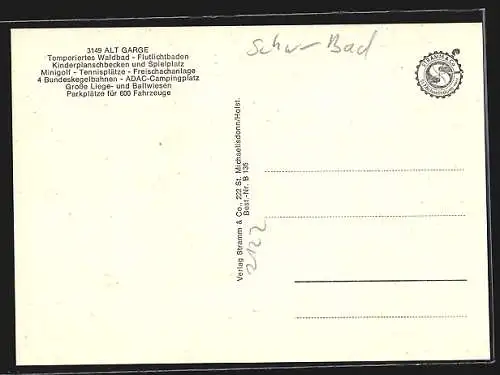 3149 ALT GARGE
Temperiertes Waldbad - Flutlichtbaden
Kinderplanschbecken und Spielplatz
Minigolf - Tennisplätze - Freischachanlage
4 Bundeskegelbahnen - ADAC-Campingplatz
Große Liege- und Ballwiesen
Parkplätze für 600 Fahrzeuge
Schw-Bad
Verlag Stramm & Co., 222 St. Michaelisdonn/Holst.
Best.-Nr. B 135
2122